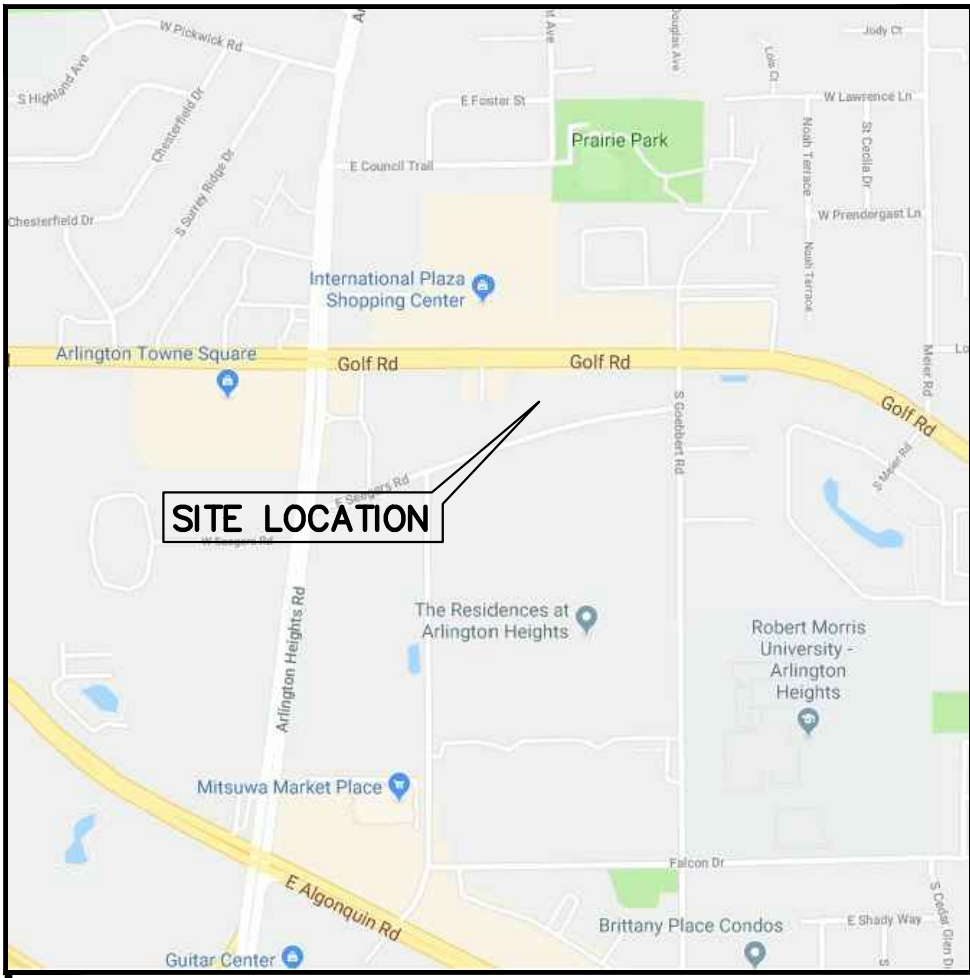 W Pickwick Rd
Jody Ct
Douglas Ave
Lois Ct
S Highland Ave
Chesterfield Dr
E Foster St
W Lawrence Ln
Prairie Park
Noah Terrace
St Cecilia Dr
E Council Trail
S Surrey Ridge Dr
Chesterfield Dr
W Prendergast Ln
Noah Terrace
International Plaza
Shopping Center
Arlington Towne Square
Golf Rd
Golf Rd
Meier Rd
Golf Rd
S Goebbert Rd
S Meier Rd
E Seegers Rd
SITE LOCATION
W Seegers Rd
The Residences at
Arlington Heights
Arlington Heights Rd
Robert Morris
University -
Arlington
Heights
Mitsuwa Market Place
Falcon Dr
E Algonquin Rd
Brittany Place Condos
E Shady Way
S Cedar Glen D
Guitar Center